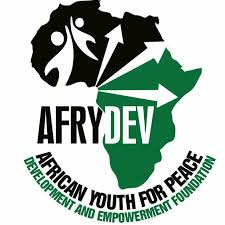 AFRYDEV
AFRICAN YOUTH FOR PEACE
DEVELOPMENT AND EMPOWERMENT FOUNDATION